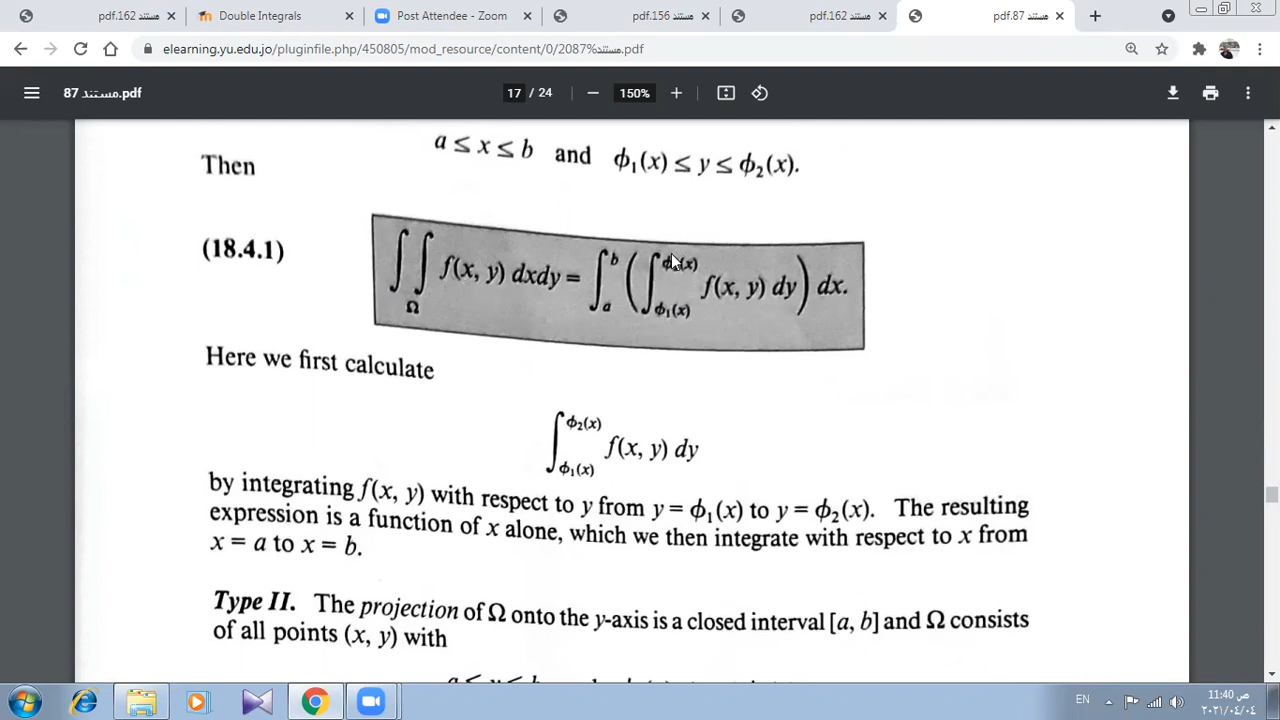 162 مستند.pdf
Double Integrals
Post Attendee - Zoom
156 مستند.pdf
162 مستند.pdf
87 مستند.pdf
elearning.yu.edu.jo/pluginfile.php/450805/mod_resource/content/0/2087%مستند.pdf
87 مستند.pdf
17 / 24
150%
a ≤ x ≤ b and ϕ₁(x) ≤ y ≤ ϕ₂(x).
Then
(18.4.1) ∫∫_Ω f(x, y) dxdy = ∫_a^b (∫_{ϕ₁(x)}^{ϕ₂(x)} f(x, y) dy) dx.
Here we first calculate
∫_{ϕ₁(x)}^{ϕ₂(x)} f(x, y) dy
by integrating f(x, y) with respect to y from y = ϕ₁(x) to y = ϕ₂(x). The resulting
expression is a function of x alone, which we then integrate with respect to x from
x = a to x = b.
Type II. The projection of Ω onto the y-axis is a closed interval [a, b] and Ω consists
of all points (x, y) with
EN
11:40 ص
٢٠٢١/٠٤/٠٤